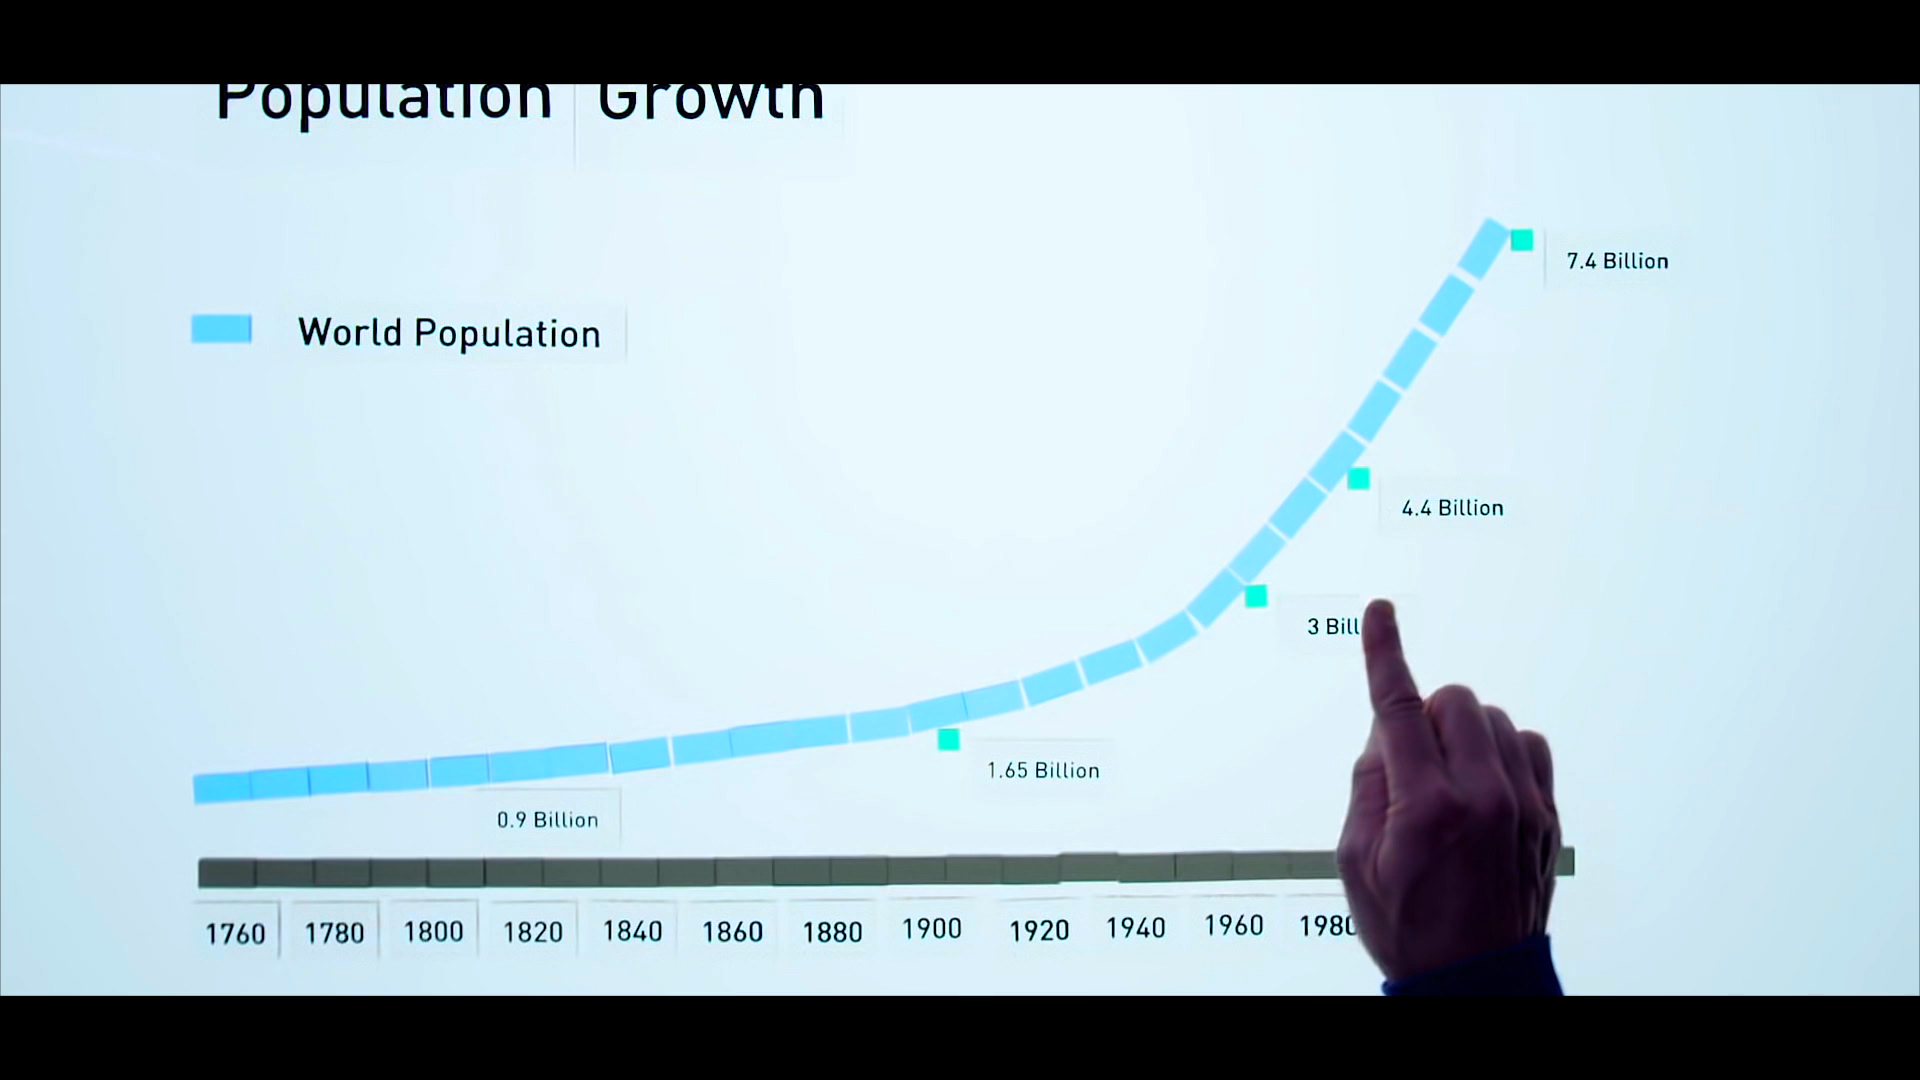 Population Growth
World Population
7.4 Billion
4.4 Billion
3 Bill
1.65 Billion
0.9 Billion
1760 1780 1800 1820 1840 1860 1880 1900 1920 1940 1960 1980